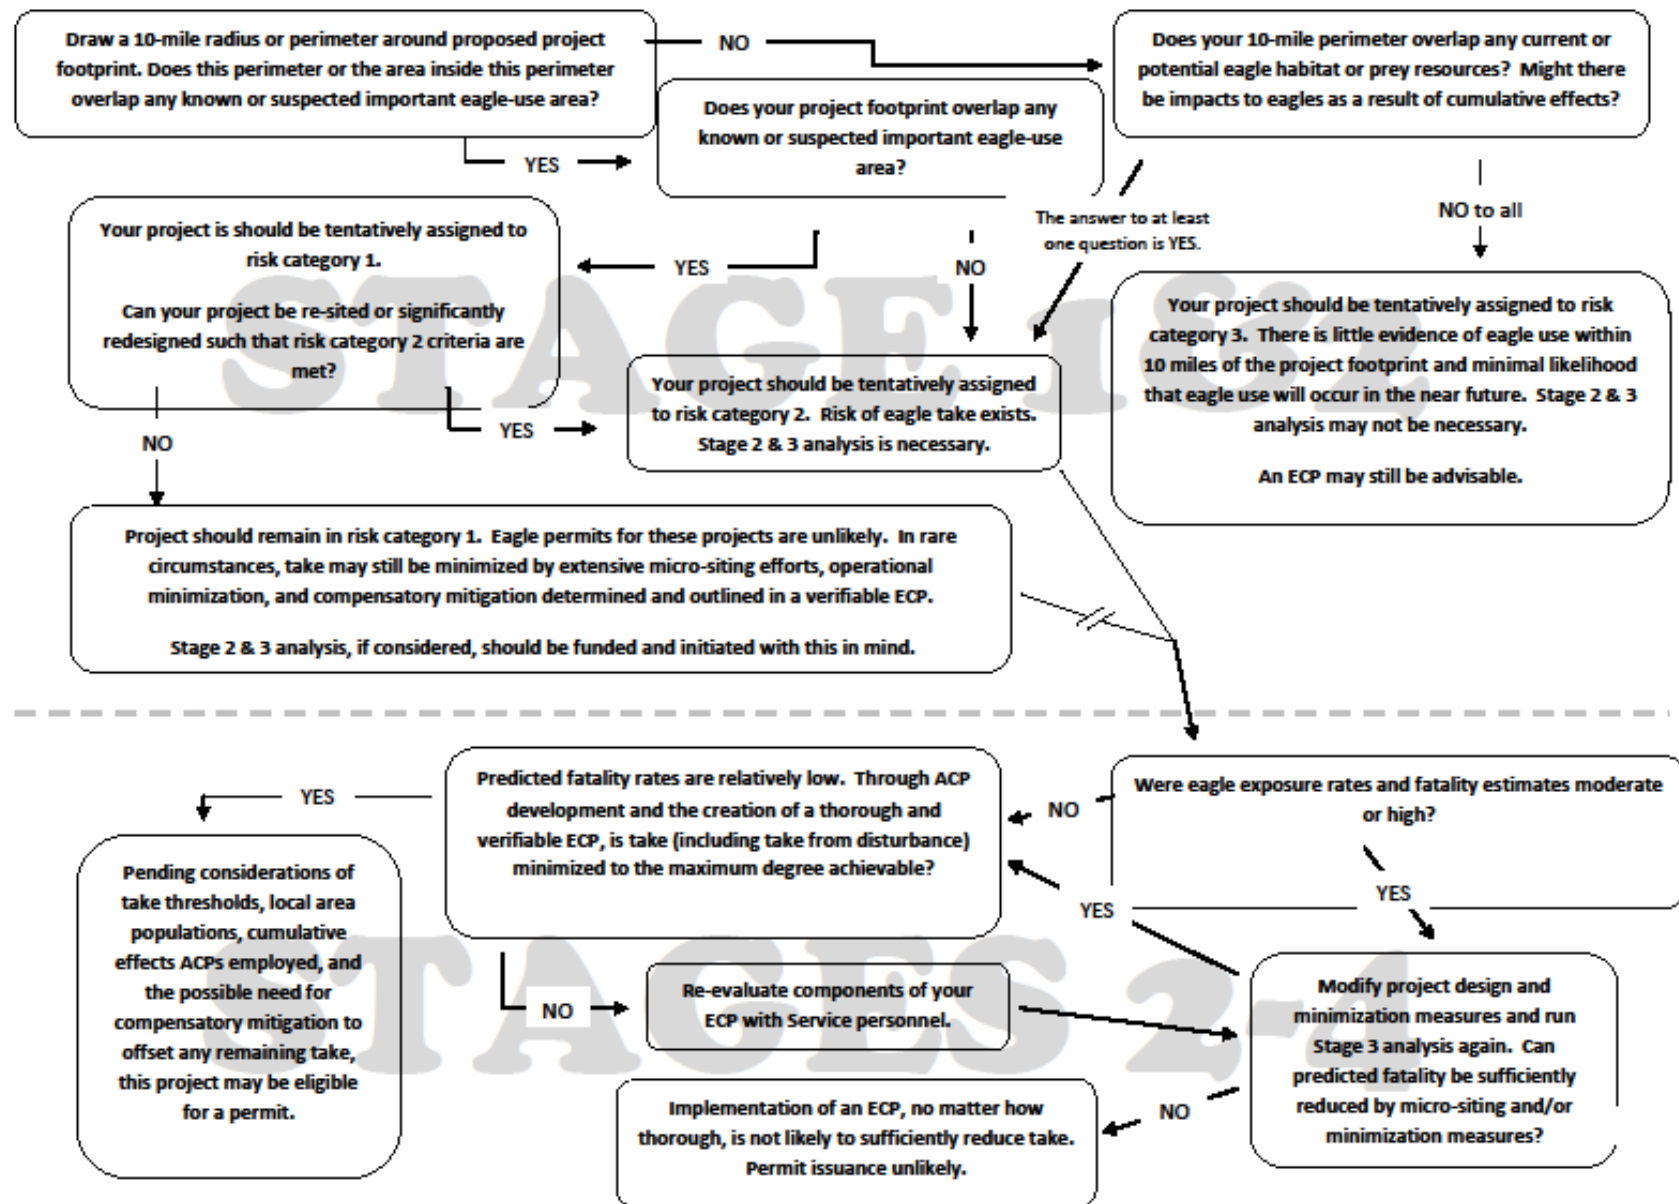 Draw a 10-mile radius or perimeter around proposed project
footprint. Does this perimeter or the area inside this perimeter
overlap any known or suspected important eagle-use area?
NO
Does your 10-mile perimeter overlap any current or
potential eagle habitat or prey resources? Might there
be impacts to eagles as a result of cumulative effects?
YES
Does your project footprint overlap any
known or suspected important eagle-use
area?
The answer to at least
one question is YES.
NO to all
YES
NO
Your project is should be tentatively assigned to
risk category 1.
Can your project be re-sited or significantly
redesigned such that risk category 2 criteria are
met?
STAGE 1&2
Your project should be tentatively assigned to risk
category 3. There is little evidence of eagle use within
10 miles of the project footprint and minimal likelihood
that eagle use will occur in the near future. Stage 2 & 3
analysis may not be necessary.
An ECP may still be advisable.
NO
YES
Your project should be tentatively assigned
to risk category 2. Risk of eagle take exists.
Stage 2 & 3 analysis is necessary.
Project should remain in risk category 1. Eagle permits for these projects are unlikely. In rare
circumstances, take may still be minimized by extensive micro-siting efforts, operational
minimization, and compensatory mitigation determined and outlined in a verifiable ECP.
Stage 2 & 3 analysis, if considered, should be funded and initiated with this in mind.
YES
Predicted fatality rates are relatively low. Through ACP
development and the creation of a thorough and
verifiable ECP, is take (including take from disturbance)
minimized to the maximum degree achievable?
NO
Were eagle exposure rates and fatality estimates moderate
or high?
YES
YES
Pending considerations of
take thresholds, local area
populations, cumulative
effects ACPs employed, and
the possible need for
compensatory mitigation to
offset any remaining take,
this project may be eligible
for a permit.
STAGES 2-4
NO
Re-evaluate components of your
ECP with Service personnel.
Modify project design and
minimization measures and run
Stage 3 analysis again. Can
predicted fatality be sufficiently
reduced by micro-siting and/or
minimization measures?
NO
Implementation of an ECP, no matter how
thorough, is not likely to sufficiently reduce take.
Permit issuance unlikely.